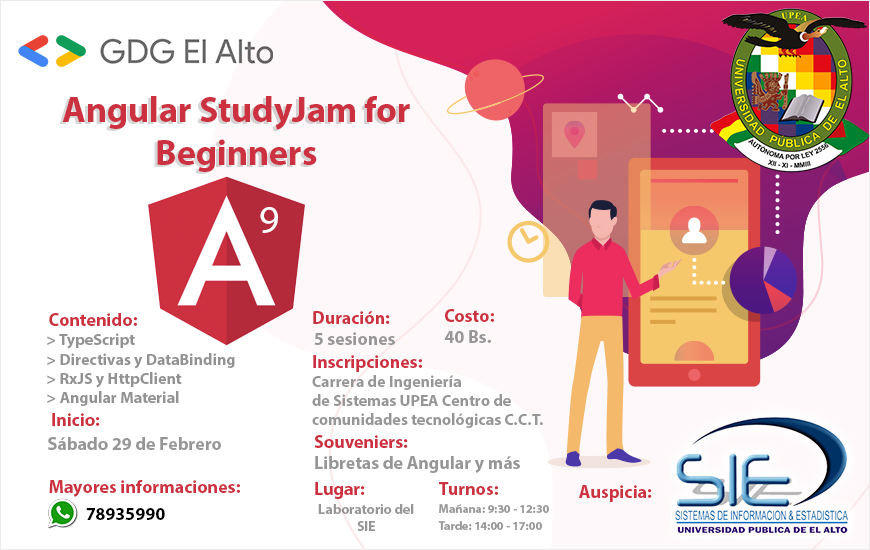 GDG El Alto
Angular StudyJam for
Beginners
A
9
UPEA
UNIVERSIDAD PÚBLICA DE EL ALTO
AUTÓNOMA POR LEY 2556
XII - XI - MMIII
Contenido:
> TypeScript
> Directivas y DataBinding
> RxJS y HttpClient
> Angular Material
Inicio:
Sábado 29 de Febrero
Mayores informaciones:
78935990
Duración:
5 sesiones
Costo:
40 Bs.
Inscripciones:
Carrera de Ingeniería
de Sistemas UPEA Centro de
comunidades tecnológicas C.C.T.
Souveniers:
Libretas de Angular y más
Lugar:
Laboratorio del
SIE
Turnos:
Mañana: 9:30 - 12:30
Tarde: 14:00 - 17:00
Auspicia:
SIE
SISTEMAS DE INFORMACION & ESTADISTICA
UNIVERSIDAD PUBLICA DE EL ALTO